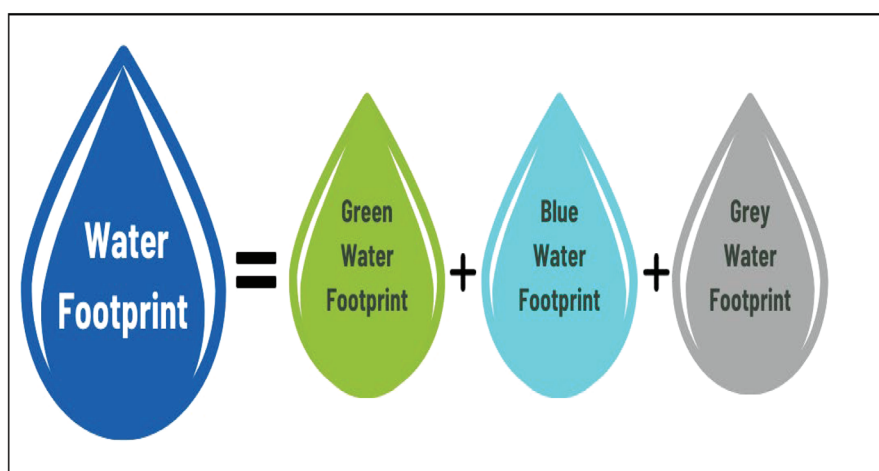 Water
Footprint
=
Green
Water
Footprint
+
Blue
Water
Footprint
+
Grey
Water
Footprint